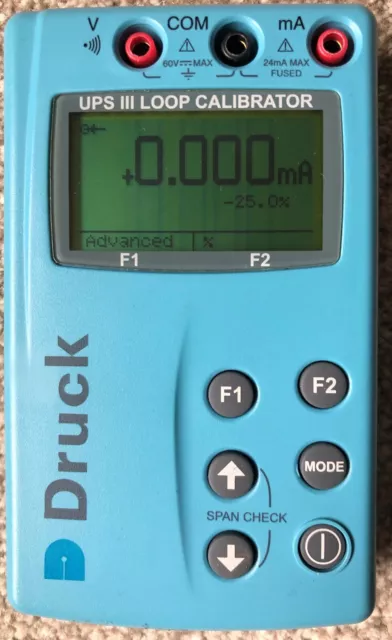 V COM mA
60V MAX 24mA MAX
FUSED
UPS III LOOP CALIBRATOR
+0.000mA
-25.0%
Advanced %
F1 F2
Druck
F1 F2
MODE
SPAN CHECK